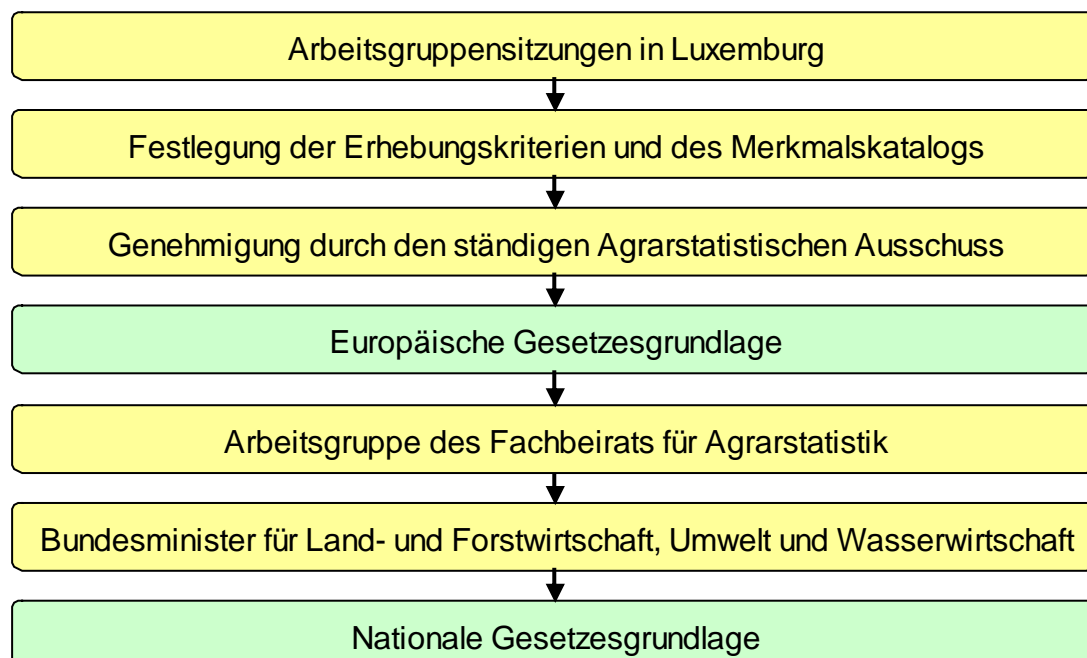 Arbeitsgruppensitzungen in Luxemburg
Festlegung der Erhebungskriterien und des Merkmalskatalogs
Genehmigung durch den ständigen Agrarstatistischen Ausschuss
Europäische Gesetzesgrundlage
Arbeitsgruppe des Fachbeirats für Agrarstatistik
Bundesminister für Land- und Forstwirtschaft, Umwelt und Wasserwirtschaft
Nationale Gesetzesgrundlage